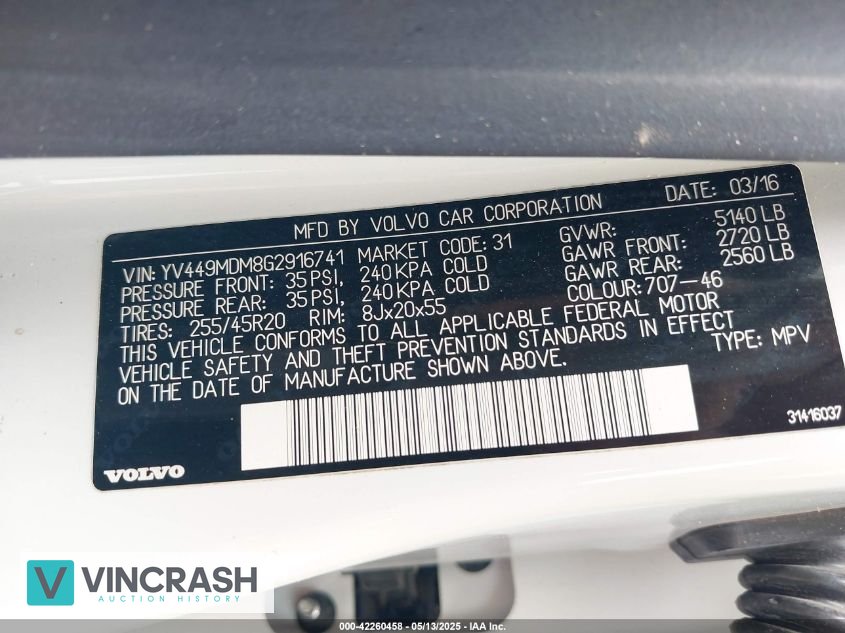 MFD BY VOLVO CAR CORPORATION DATE: 03/16
VIN: YV449MDM8G2916741 MARKET CODE: 31 GVWR: 5140 LB
PRESSURE FRONT: 35 PSI, 240 KPA COLD GAWR FRONT: 2720 LB
PRESSURE REAR: 35 PSI, 240 KPA COLD GAWR REAR: 2560 LB
TIRES: 255/45R20 RIM: 8Jx20x55 COLOUR: 707-46
THIS VEHICLE CONFORMS TO ALL APPLICABLE FEDERAL MOTOR
VEHICLE SAFETY AND THEFT PREVENTION STANDARDS IN EFFECT TYPE: MPV
ON THE DATE OF MANUFACTURE SHOWN ABOVE.
31416037
VOLVO
V VINCRASH
AUCTION HISTORY
000-42260458 - 05/13/2025 - IAA Inc.